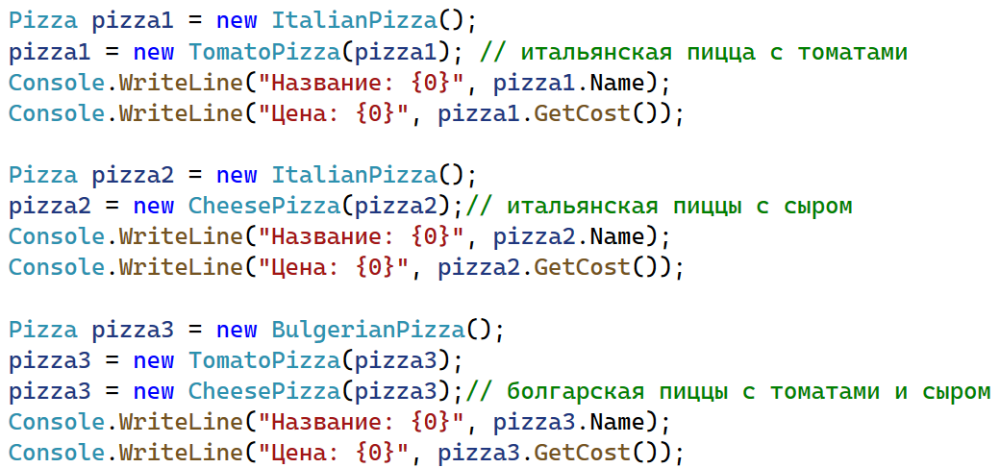 Pizza pizza1 = new ItalianPizza();
pizza1 = new TomatoPizza(pizza1); // итальянская пицца с томатами
Console.WriteLine("Название: {0}", pizza1.Name);
Console.WriteLine("Цена: {0}", pizza1.GetCost());

Pizza pizza2 = new ItalianPizza();
pizza2 = new CheesePizza(pizza2);// итальянская пиццы с сыром
Console.WriteLine("Название: {0}", pizza2.Name);
Console.WriteLine("Цена: {0}", pizza2.GetCost());

Pizza pizza3 = new BulgerianPizza();
pizza3 = new TomatoPizza(pizza3);
pizza3 = new CheesePizza(pizza3);// болгарская пиццы с томатами и сыром
Console.WriteLine("Название: {0}", pizza3.Name);
Console.WriteLine("Цена: {0}", pizza3.GetCost());